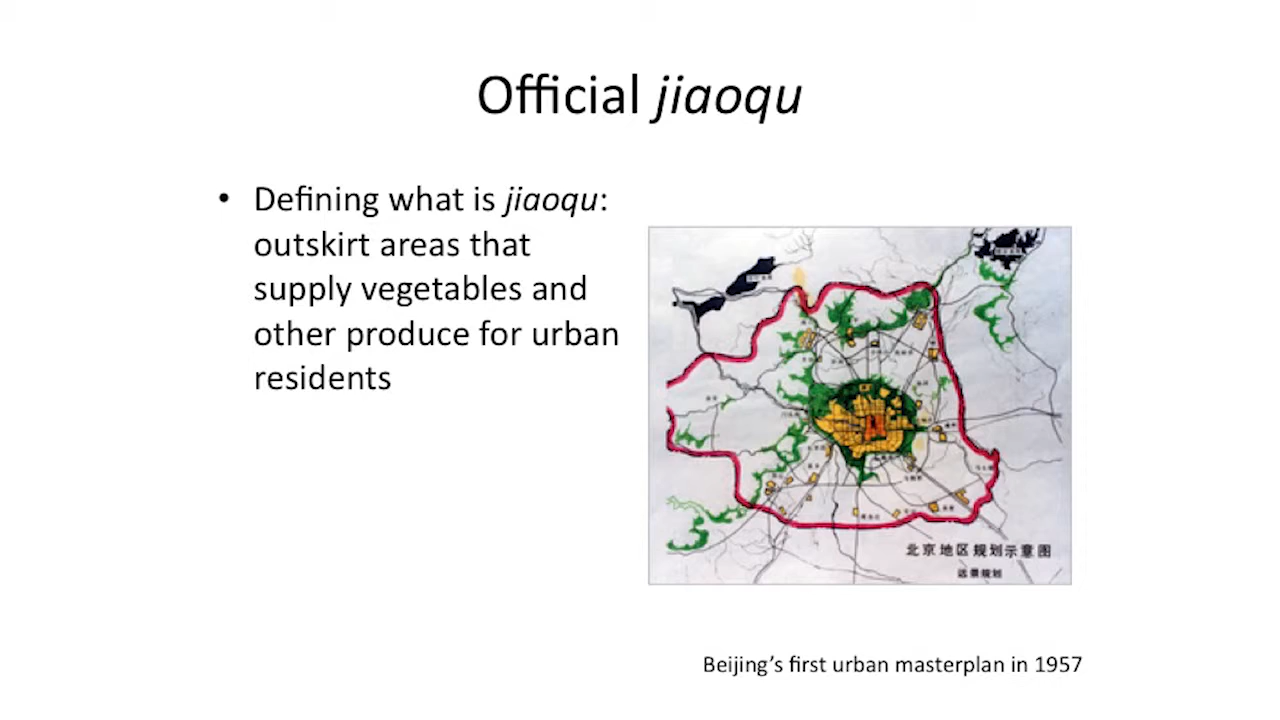 Official jiaoqu
• Defining what is jiaoqu:
outskirt areas that
supply vegetables and
other produce for urban
residents
北京地区规划示意图
远景规划
Beijing’s first urban masterplan in 1957